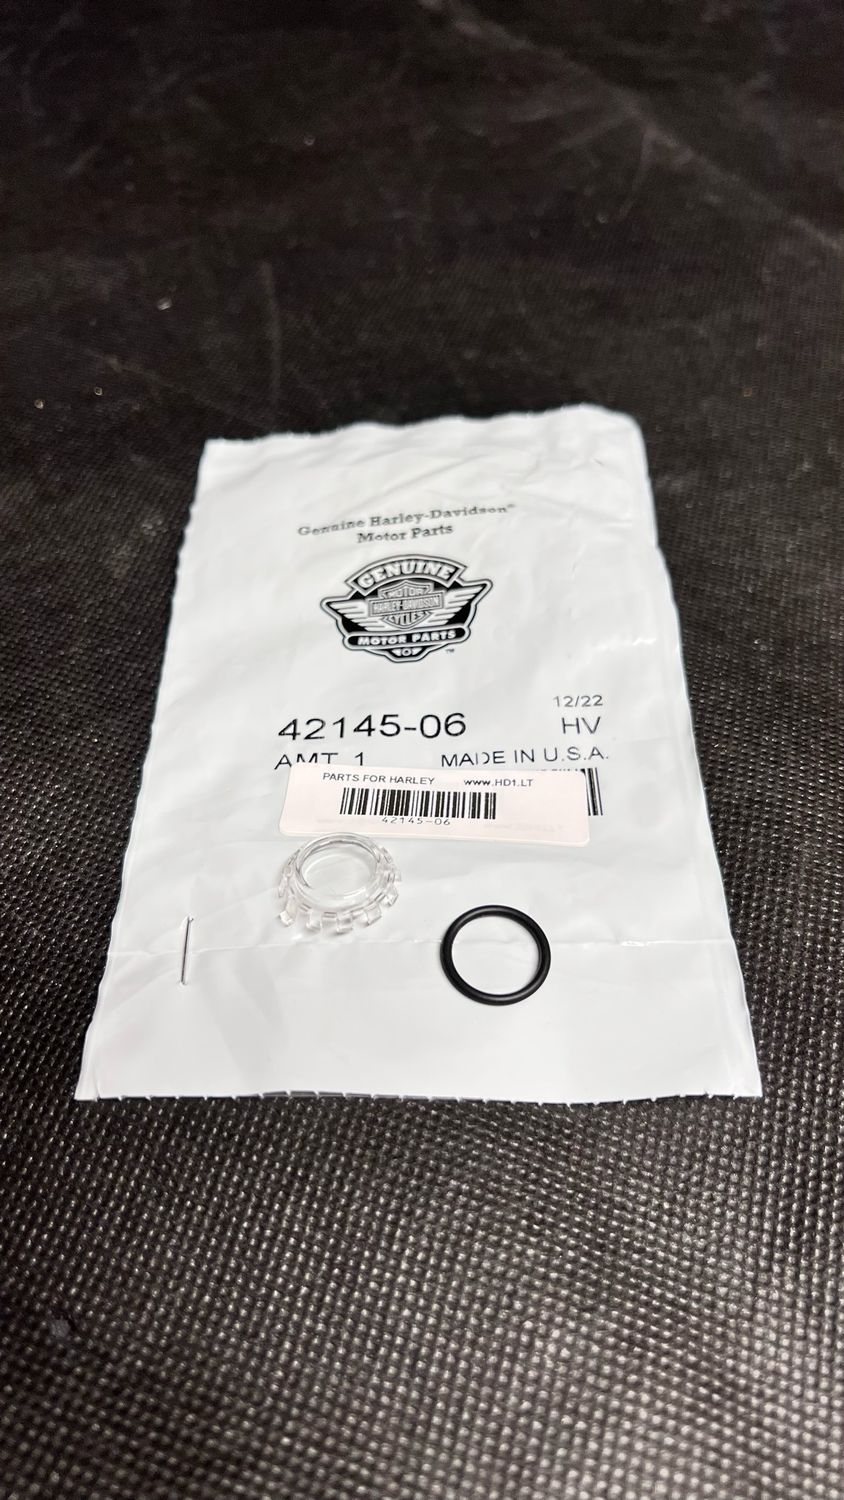 Genuine Harley-Davidson®
Motor Parts
GENUINE
MOTOR
HARLEY-DAVIDSON
CYCLES
MOTOR PARTS
™
12/22
42145-06 HV
AMT 1 MADE IN U.S.A.
PARTS FOR HARLEY www.HD1.LT
42145-06